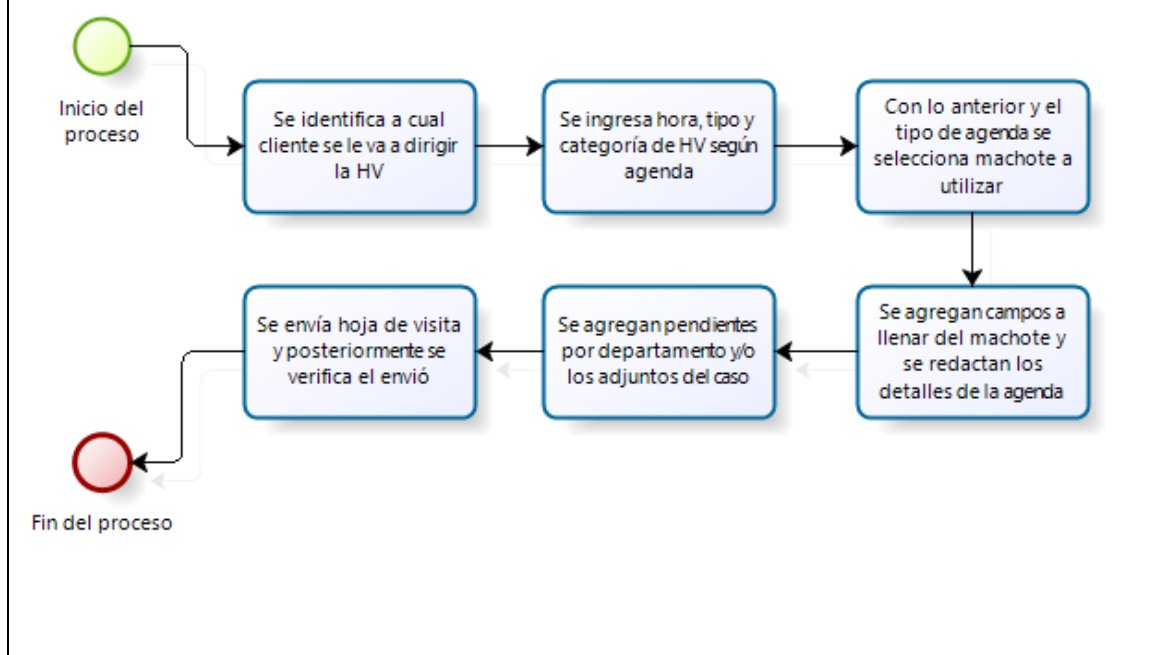 Inicio del
proceso
Se identifica a cual
cliente se le va a dirigir
la HV
Se ingresa hora, tipo y
categoría de HV según
agenda
Con lo anterior y el
tipo de agenda se
selecciona machote a
utilizar
Se agregan campos a
llenar del machote y
se redactan los
detalles de la agenda
Se agregan pendientes
por departamento y/o
los adjuntos del caso
Se envía hoja de visita
y posteriormente se
verifica el envió
Fin del proceso